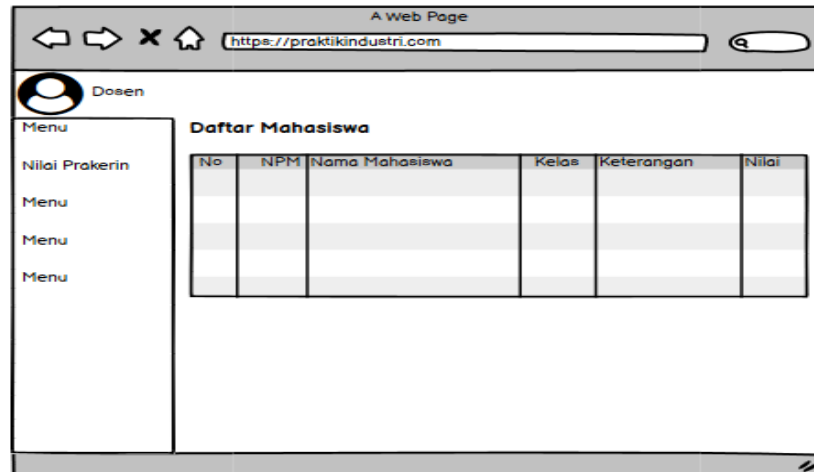 A Web Page
https://praktikindustri.com
Dosen
Menu
Nilai Prakerin
Menu
Menu
Menu
Daftar Mahasiswa
No NPM Nama Mahasiswa Kelas Keterangan Nilai